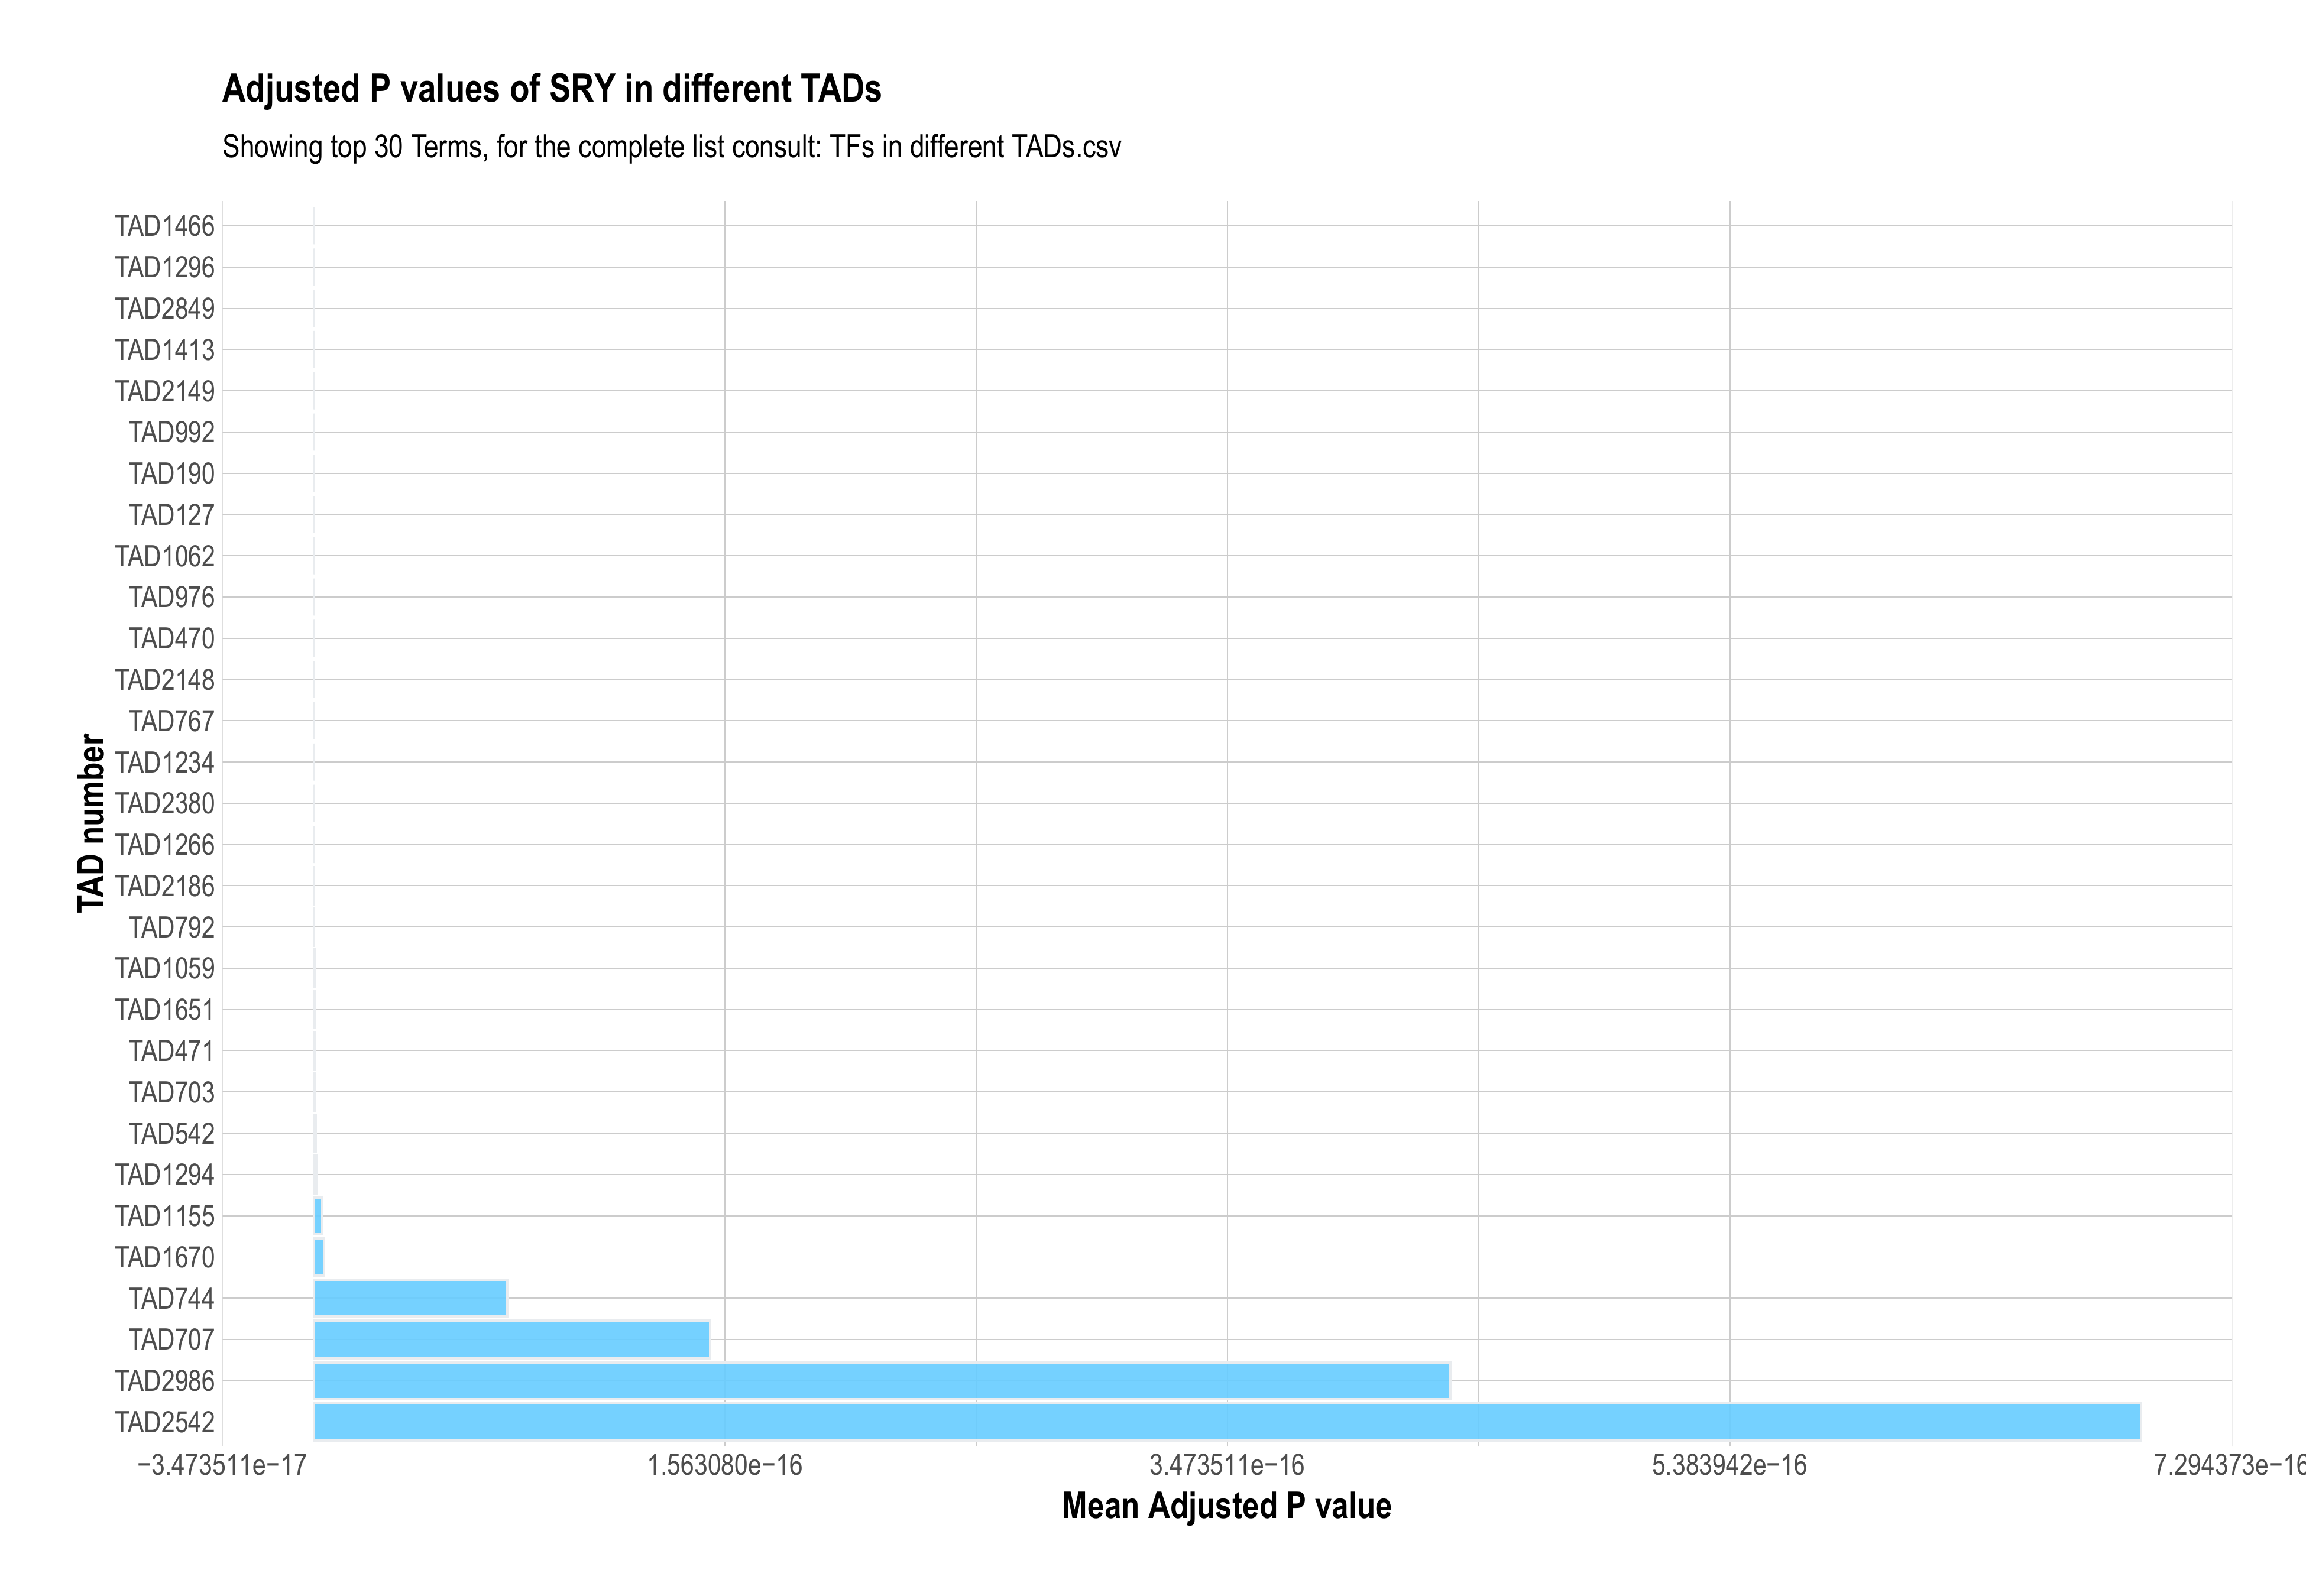 Adjusted P values of SRY in different TADs
Showing top 30 Terms, for the complete list consult: TFs in different TADs.csv
TAD number
TAD1466
TAD1296
TAD2849
TAD1413
TAD2149
TAD992
TAD190
TAD127
TAD1062
TAD976
TAD470
TAD2148
TAD767
TAD1234
TAD2380
TAD1266
TAD2186
TAD792
TAD1059
TAD1651
TAD471
TAD703
TAD542
TAD1294
TAD1155
TAD1670
TAD744
TAD707
TAD2986
TAD2542
−3.473511e−17 1.563080e−16 3.473511e−16 5.383942e−16 7.294373e−16
Mean Adjusted P value